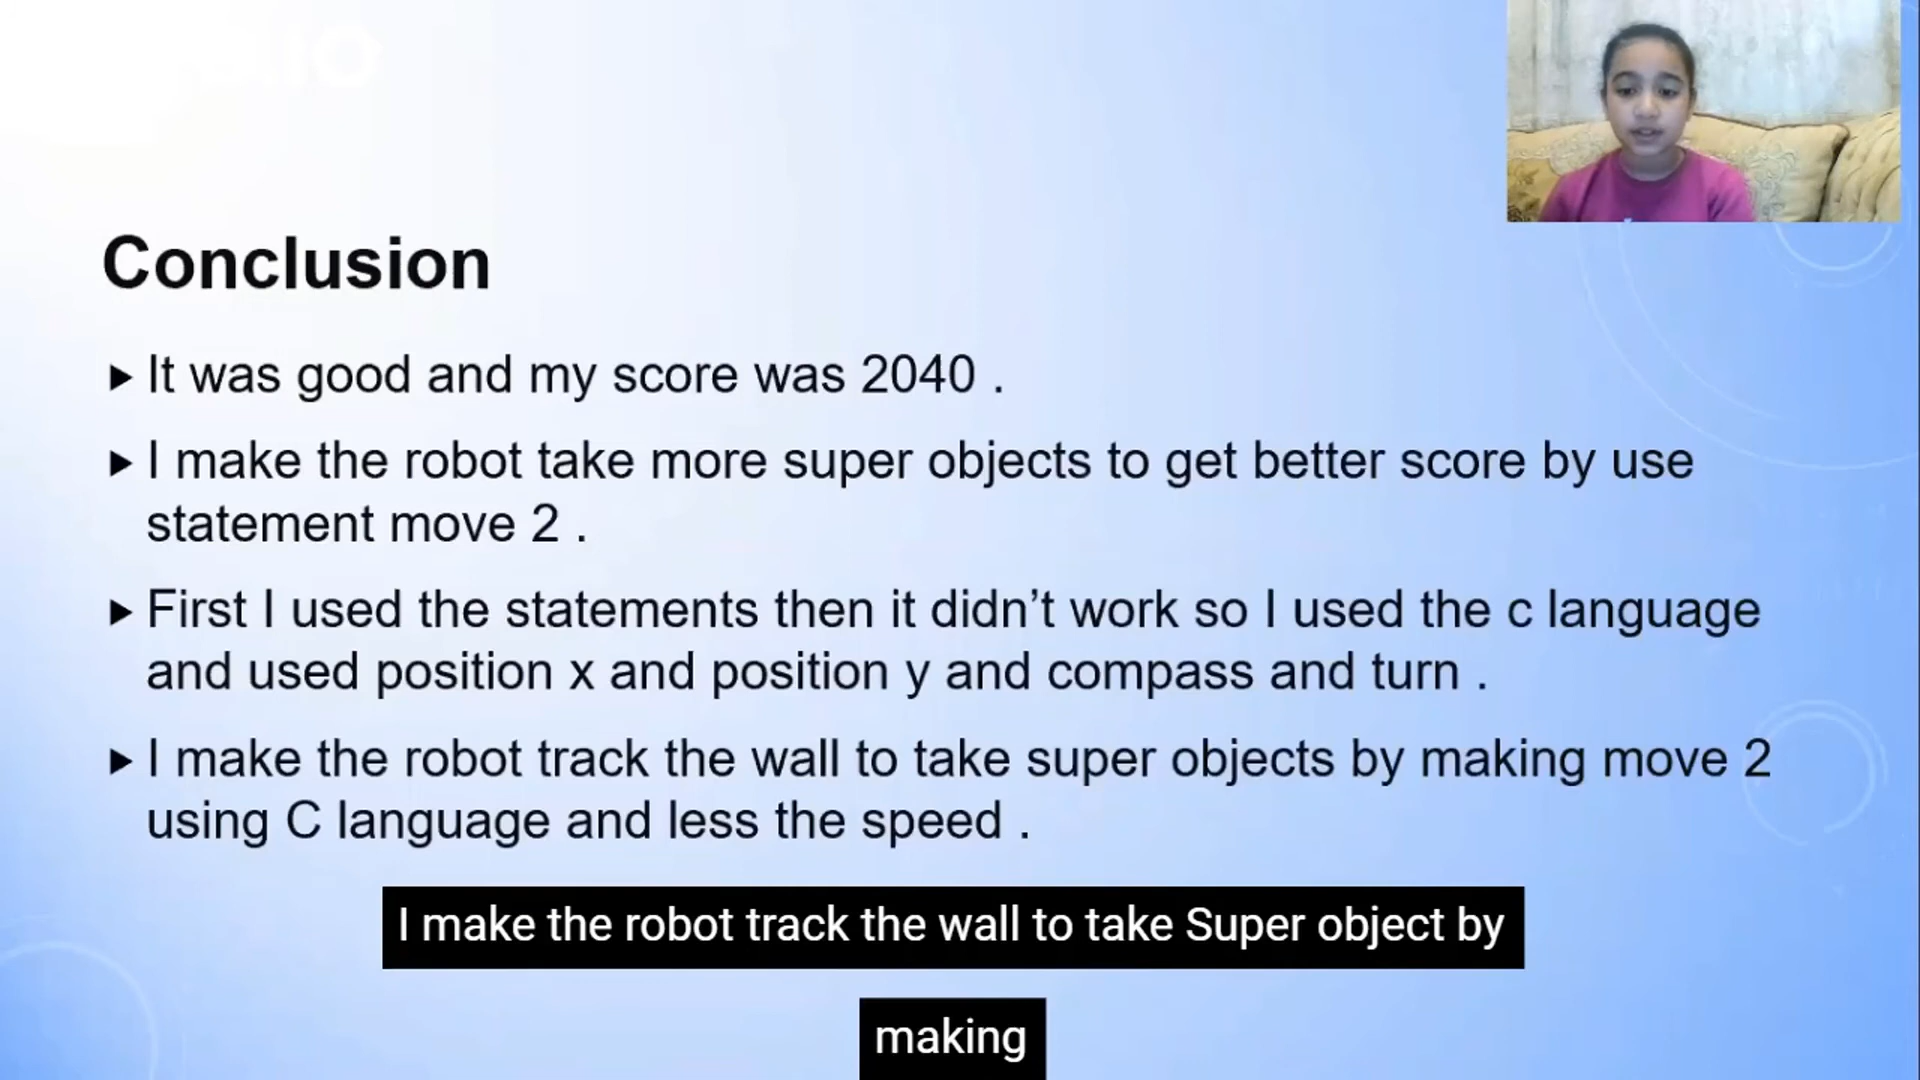 Conclusion
It was good and my score was 2040 .
I make the robot take more super objects to get better score by use
statement move 2 .
First I used the statements then it didn’t work so I used the c language
and used position x and position y and compass and turn .
I make the robot track the wall to take super objects by making move 2
using C language and less the speed .
I make the robot track the wall to take Super object by
making